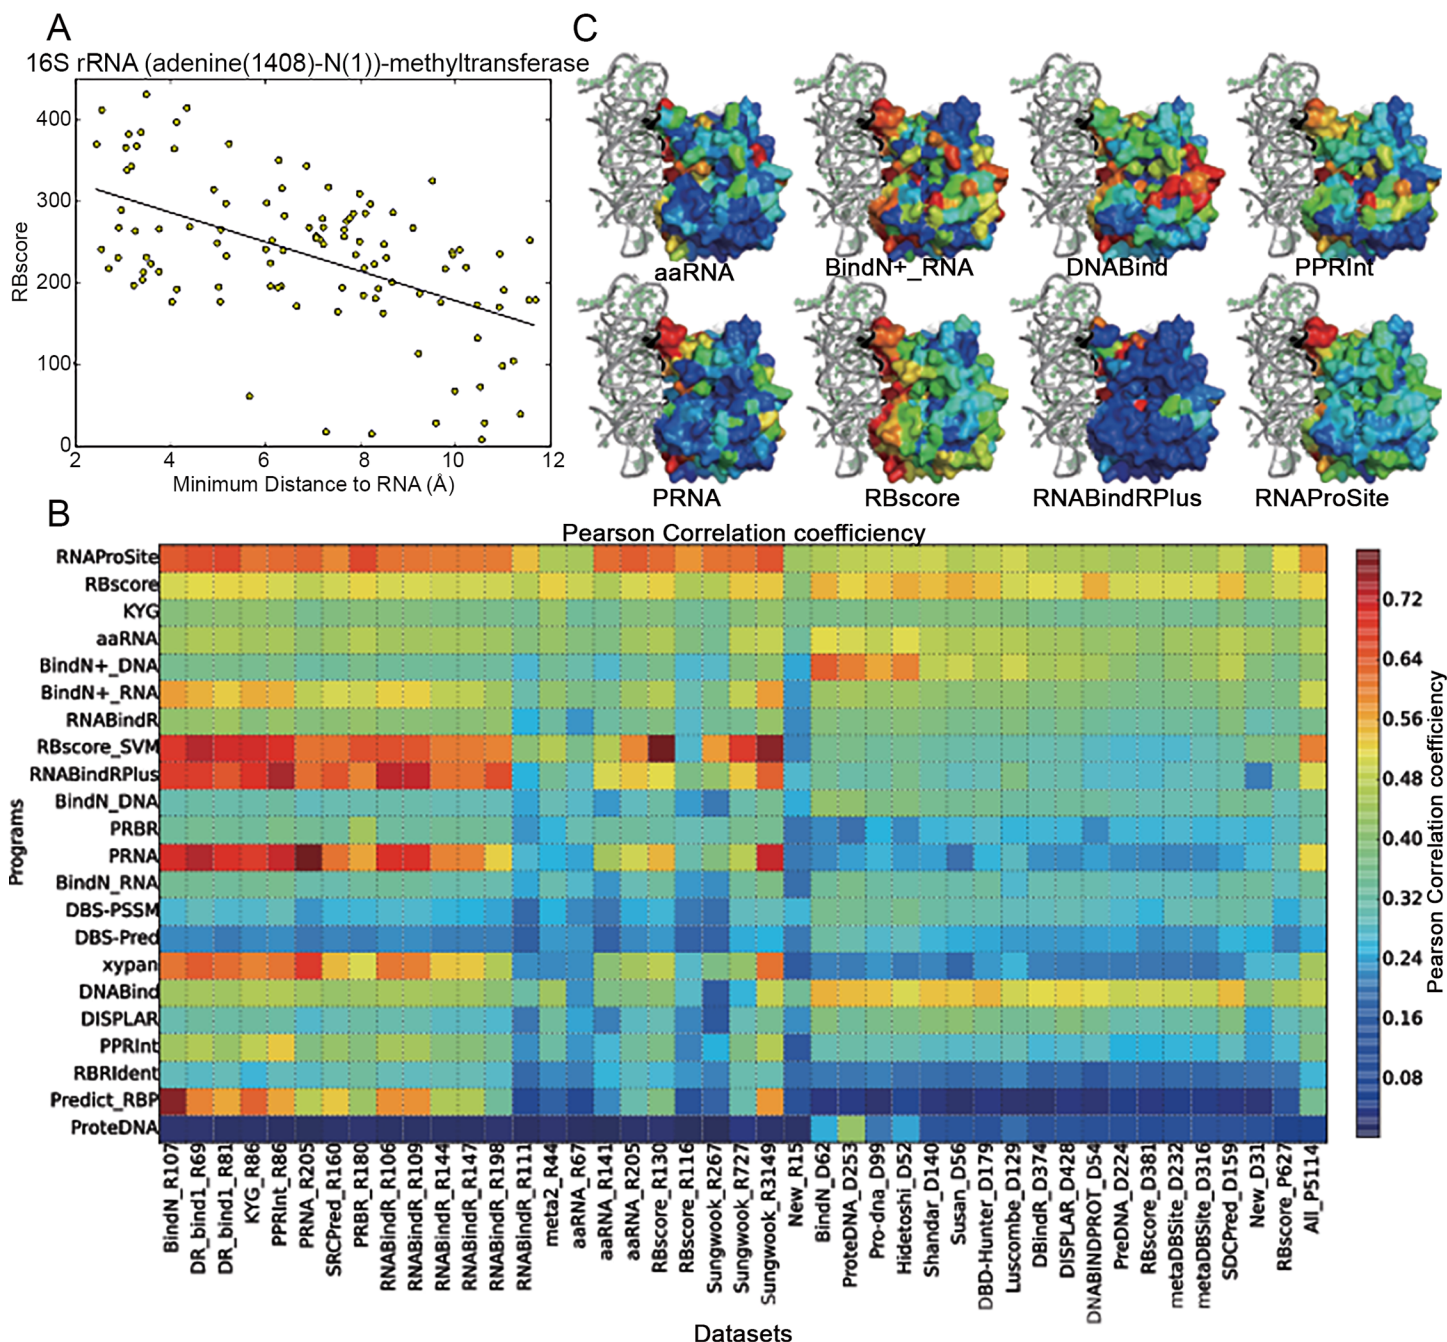 A
16S rRNA (adenine(1408)-N(1))-methyltransferase
RBscore
400
300
200
100
0
2 4 6 8 10 12
Minimum Distance to RNA (Å)
C
aaRNA BindN+_RNA DNABind PPRInt
PRNA RBscore RNABindRPlus RNAProSite
B
Pearson Correlation coefficiency
Programs
RNAProSite
RBscore
KYG
aaRNA
BindN+_DNA
BindN+_RNA
RNABindR
RBscore_SVM
RNABindRPlus
BindN_DNA
PRBR
PRNA
BindN_RNA
DBS-PSSM
DBS-Pred
xypan
DNABind
DISPLAR
PPRInt
RBRIdent
Predict_RBP
ProteDNA
BindN_R107
DR_bind1_R69
DR_bind1_R81
KYG_R86
PPRInt_R86
PRNA_R205
SRCPred_R160
PRBR_R180
RNABindR_R106
RNABindR_R109
RNABindR_R144
RNABindR_R147
RNABindR_R198
RNABindR_R111
meta2_R44
aaRNA_R67
aaRNA_R141
aaRNA_R205
RBscore_R130
RBscore_R116
Sungwook_R267
Sungwook_R727
Sungwook_R3149
New_R15
BindN_D62
ProteDNA_D253
Pro-dna_D99
Hidetoshi_D52
Shandar_D140
Susan_D56
DBD-Hunter_D179
Luscombe_D129
DBindR_D374
DISPLAR_D428
DNABINDPROT_D54
PreDNA_D224
RBscore_D381
metaDBSite_D232
metaDBSite_D316
SDCPred_D159
New_D31
RBscore_P627
All_P5114
Datasets
0.72
0.64
0.56
0.48
0.40
0.32
0.24
0.16
0.08
Pearson Correlation coefficiency